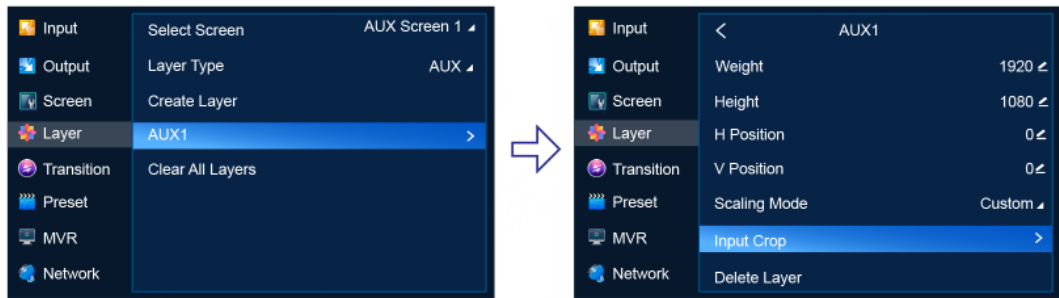 Input
Select Screen AUX Screen 1
Output
Layer Type AUX
Screen
Create Layer
Layer
AUX1 >
Transition
Clear All Layers
Preset
MVR
Network
Input
< AUX1
Output
Weight 1920
Screen
Height 1080
Layer
H Position 0
Transition
V Position 0
Preset
Scaling Mode Custom
MVR
Input Crop >
Network
Delete Layer